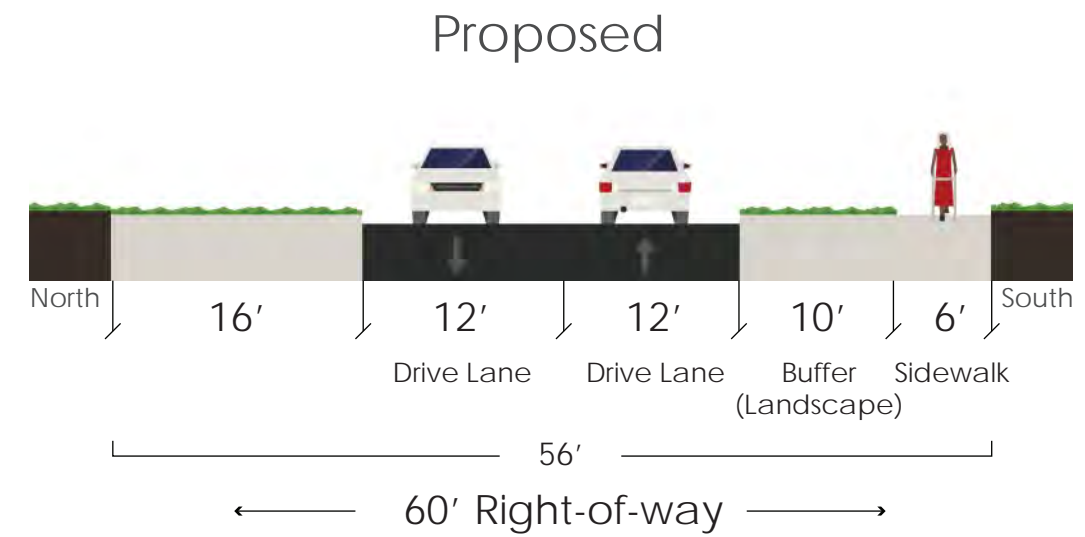 Proposed
North
South
16′
12′
12′
10′
6′
Drive Lane
Drive Lane
Buffer
(Landscape)
Sidewalk
56′
60′ Right-of-way